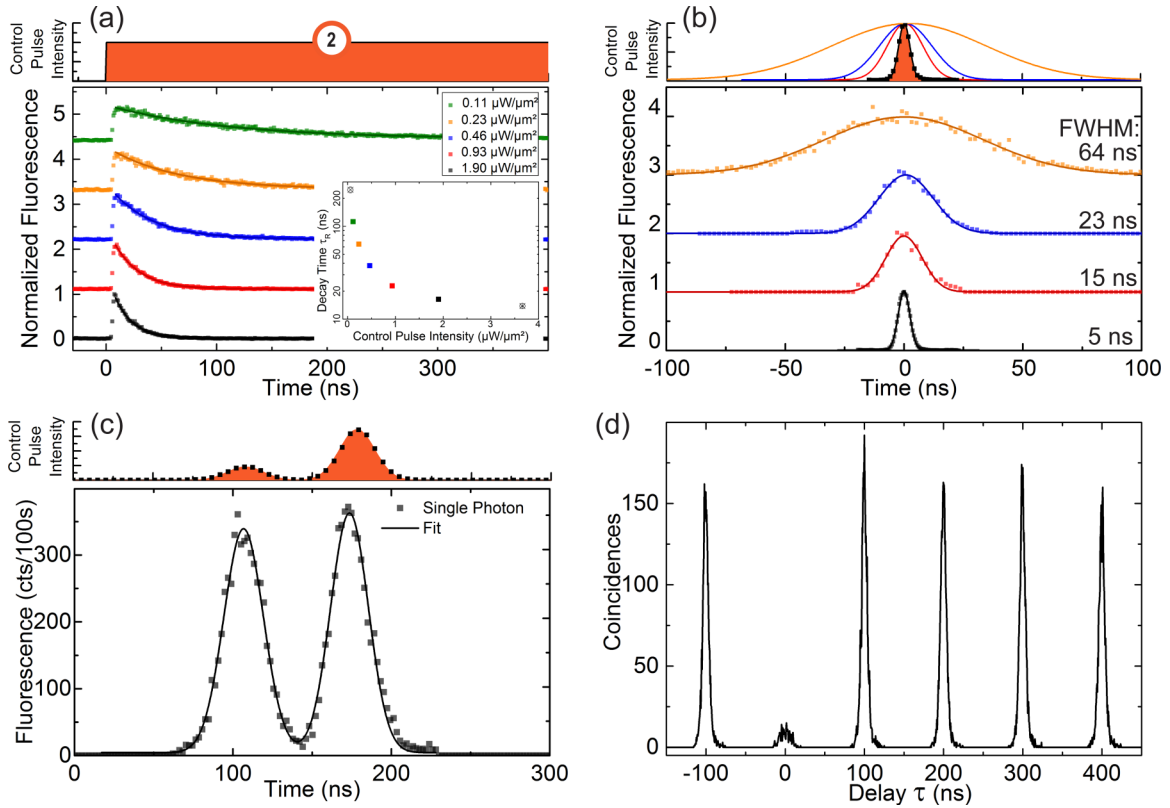 (a)
Control
Pulse
Intensity
2
Normalized Fluorescence
5
4
3
2
1
0
0.11 µW/µm²
0.23 µW/µm²
0.46 µW/µm²
0.93 µW/µm²
1.90 µW/µm²
Decay Time τR (ns)
200
100
20
10
0 1 2 3 4
Control Pulse Intensity (µW/µm²)
0 100 200 300
Time (ns)
(b)
Control
Pulse
Intensity
Normalized Fluorescence
4
3
2
1
0
FWHM:
64 ns
23 ns
15 ns
5 ns
-100 -50 0 50 100
Time (ns)
(c)
Control
Pulse
Intensity
Fluorescence (cts/100s)
300
200
100
0
Single Photon
Fit
0 100 200 300
Time (ns)
(d)
Coincidences
150
100
50
0
-100 0 100 200 300 400
Delay τ (ns)